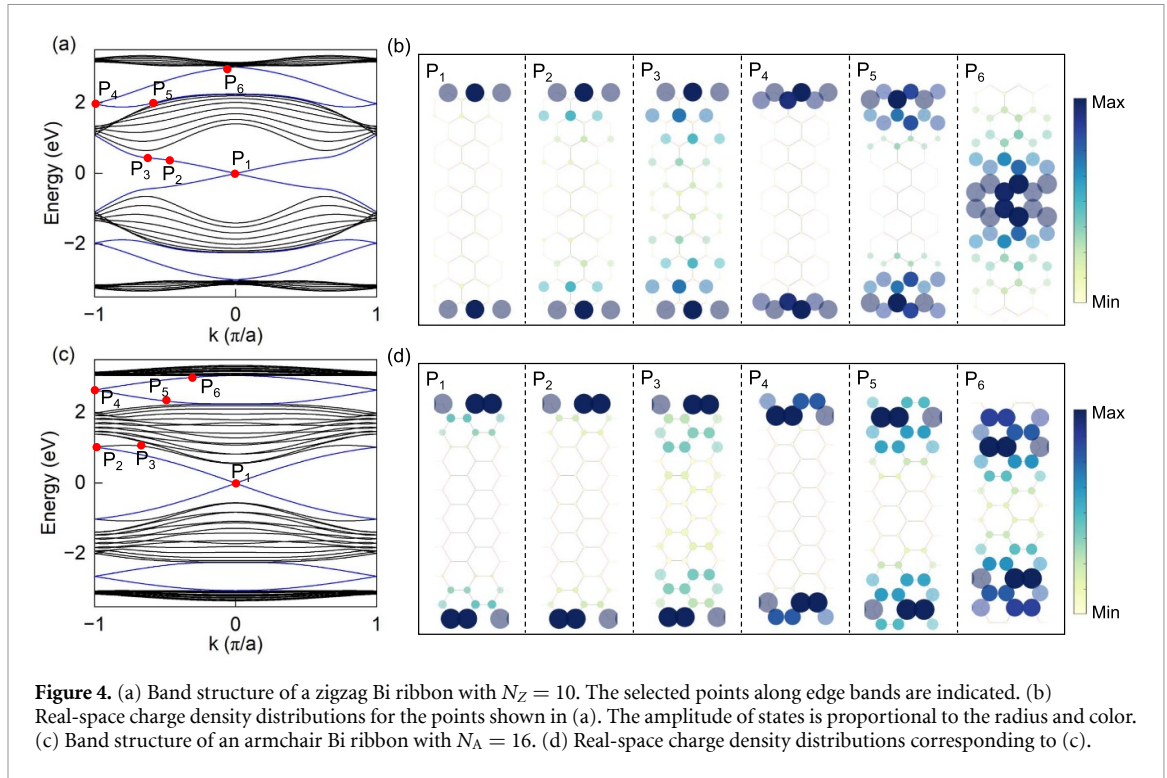 (a)
(b)
Energy (eV)
2
0
−2
−1
0
1
k (π/a)
P4
P5
P6
P3
P2
P1
P1
P2
P3
P4
P5
P6
Max
Min
(c)
(d)
Energy (eV)
2
0
−2
−1
0
1
k (π/a)
P4
P5
P6
P2
P3
P1
P1
P2
P3
P4
P5
P6
Max
Min
Figure 4. (a) Band structure of a zigzag Bi ribbon with NZ = 10. The selected points along edge bands are indicated. (b)
Real-space charge density distributions for the points shown in (a). The amplitude of states is proportional to the radius and color.
(c) Band structure of an armchair Bi ribbon with NA = 16. (d) Real-space charge density distributions corresponding to (c).